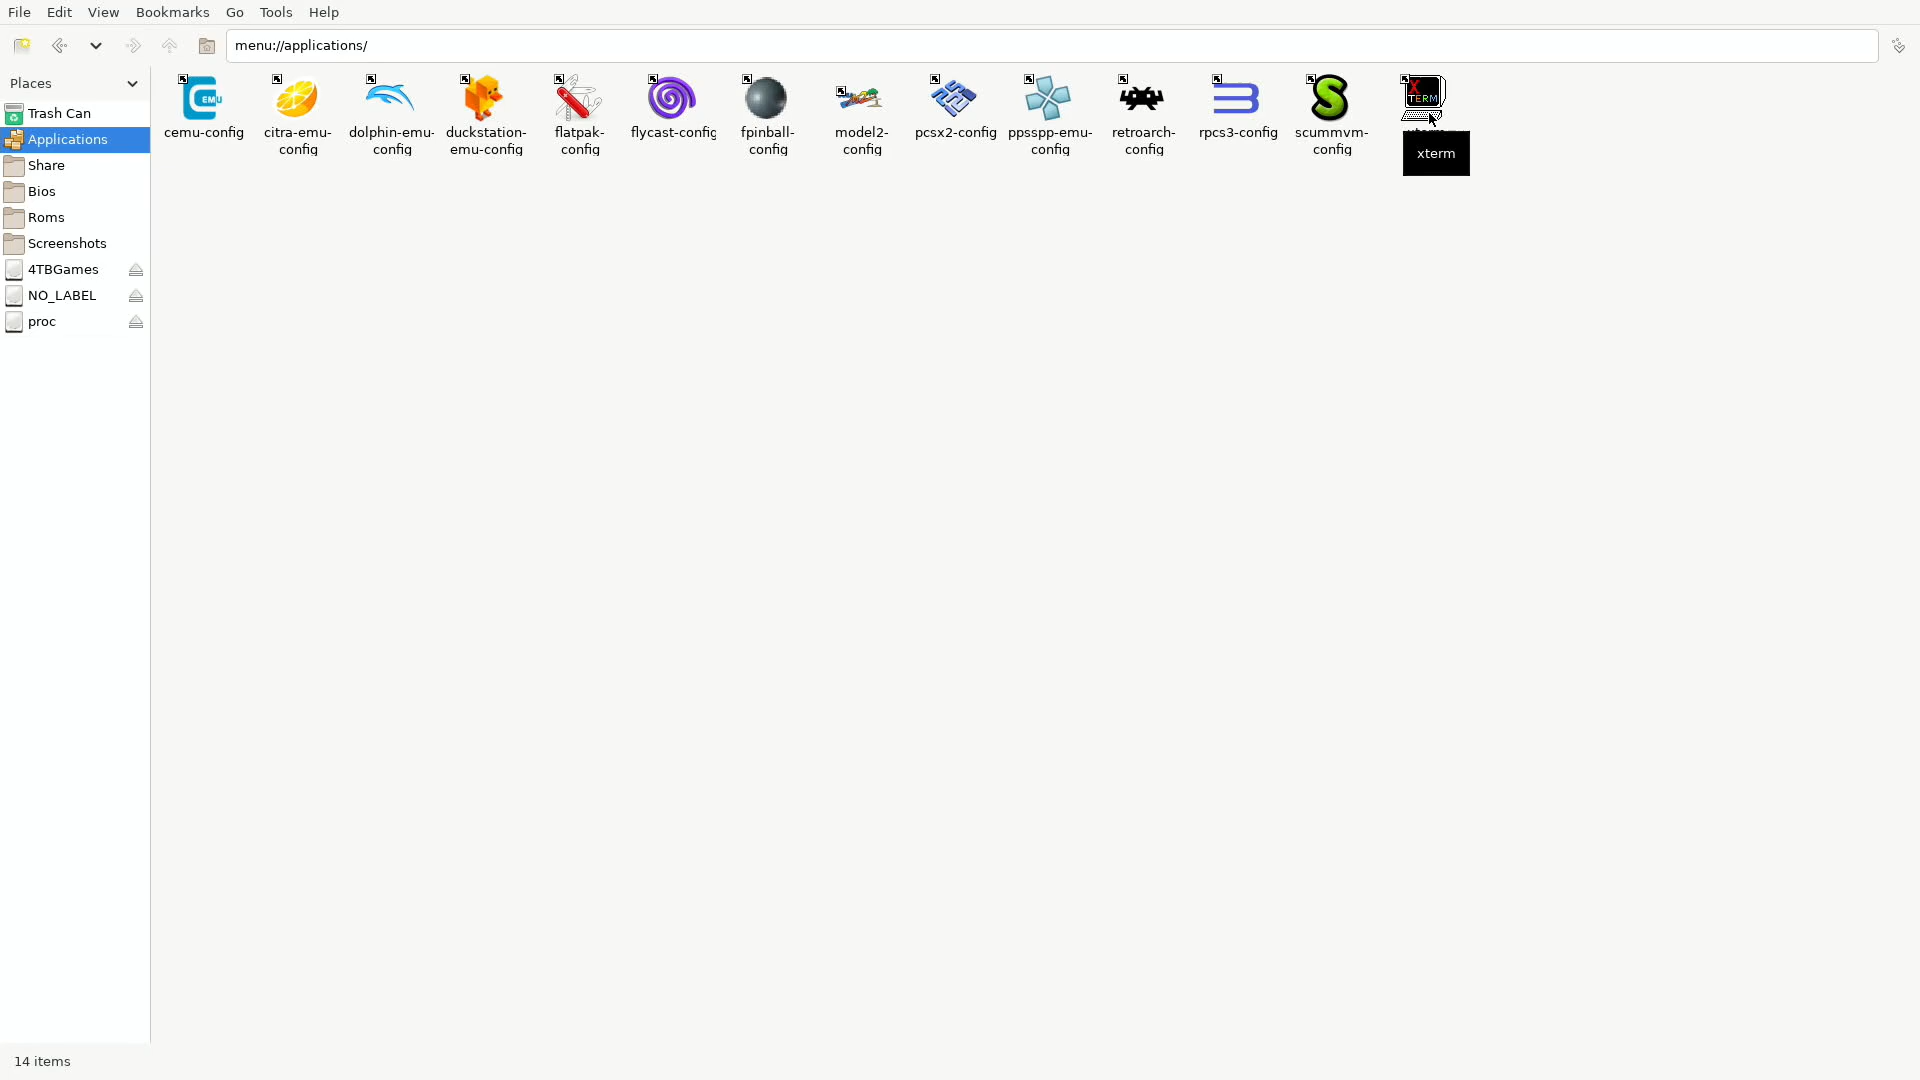 File Edit View Bookmarks Go Tools Help
menu://applications/
Places
Trash Can
Applications
Share
Bios
Roms
Screenshots
4TBGames
NO_LABEL
proc
EMU
cemu-config
citra-emu-
config
dolphin-emu-
config
duckstation-
emu-config
flatpak-
config
flycast-config
fpinball-
config
model2-
config
pcsx2-config
ppsspp-emu-
config
retroarch-
config
rpcs3-config
scummvm-
config
X
TERM
xterm
14 items